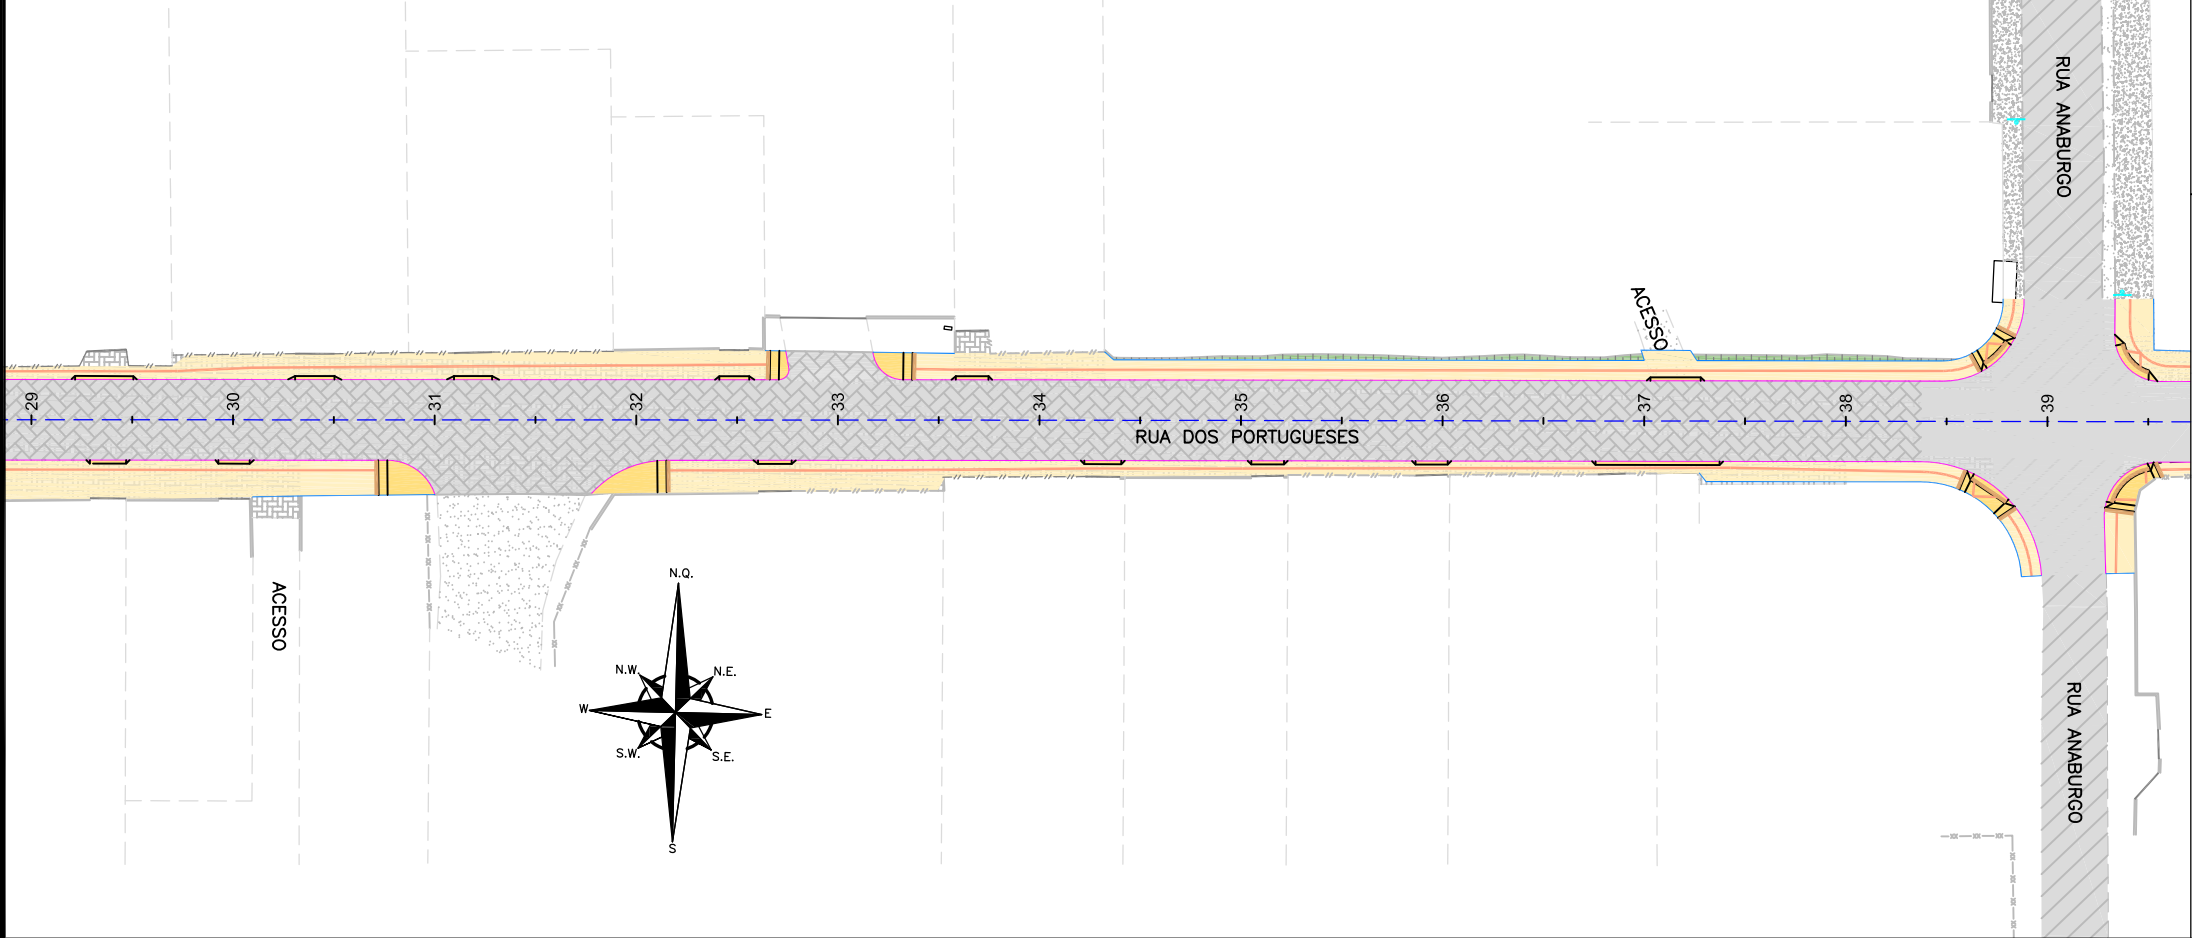 RUA ANABURGO
ACESSO
29
30
31
32
33
34
35
36
37
38
39
RUA DOS PORTUGUESES
ACESSO
N.Q.
N.W.
N.E.
W
E
S.W.
S.E.
S
RUA ANABURGO